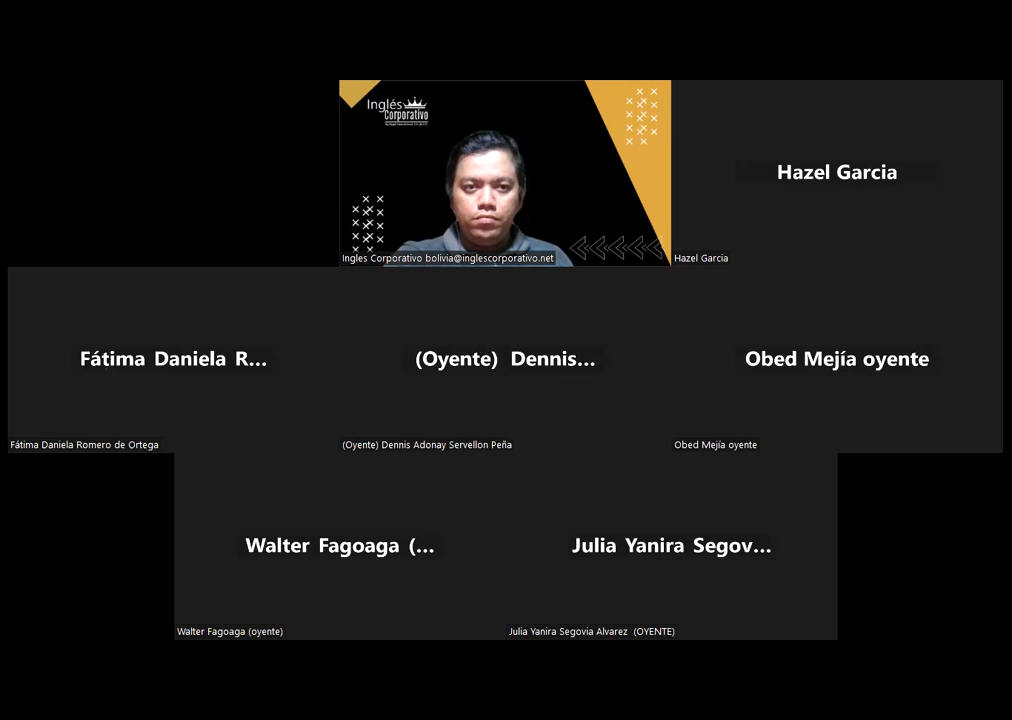 Inglés
Corporativo
Ingles Corporativo bolivia@inglescorporativo.net
Hazel Garcia
Hazel Garcia
Fátima Daniela R...
Fátima Daniela Romero de Ortega
(Oyente) Dennis...
(Oyente) Dennis Adonay Servellon Peña
Obed Mejía oyente
Obed Mejía oyente
Walter Fagoaga (...
Walter Fagoaga (oyente)
Julia Yanira Segov...
Julia Yanira Segovia Alvarez (OYENTE)